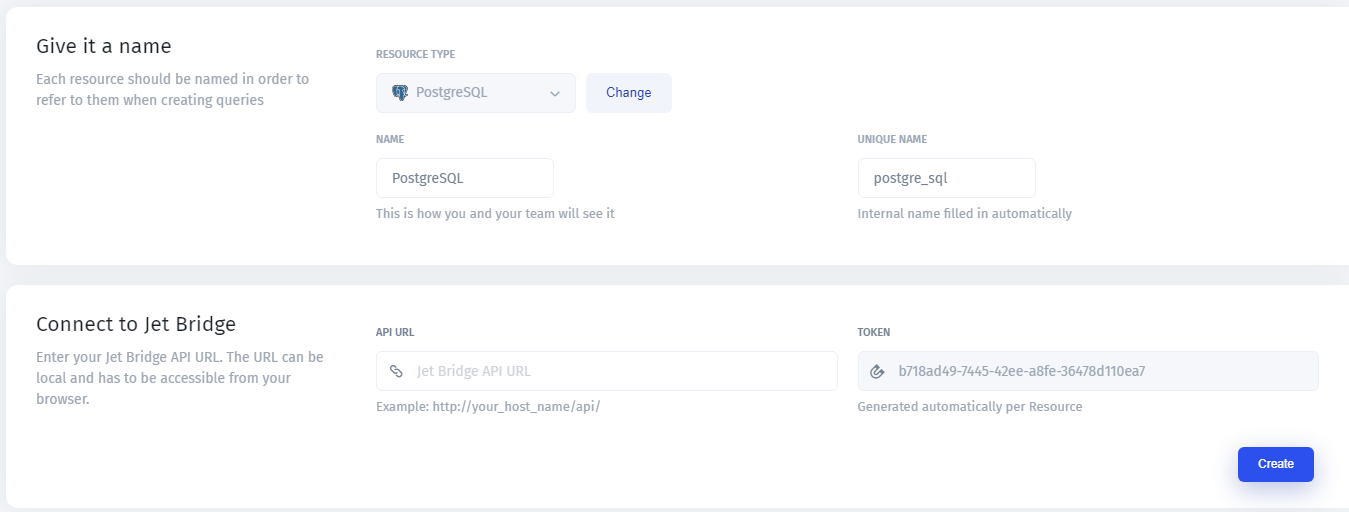 Give it a name
Each resource should be named in order to
refer to them when creating queries
RESOURCE TYPE
PostgreSQL
Change
NAME
UNIQUE NAME
PostgreSQL
postgre_sql
This is how you and your team will see it
Internal name filled in automatically
Connect to Jet Bridge
Enter your Jet Bridge API URL. The URL can be
local and has to be accessible from your
browser.
API URL
TOKEN
Jet Bridge API URL
b718ad49-7445-42ee-a8fe-36478d110ea7
Example: http://your_host_name/api/
Generated automatically per Resource
Create